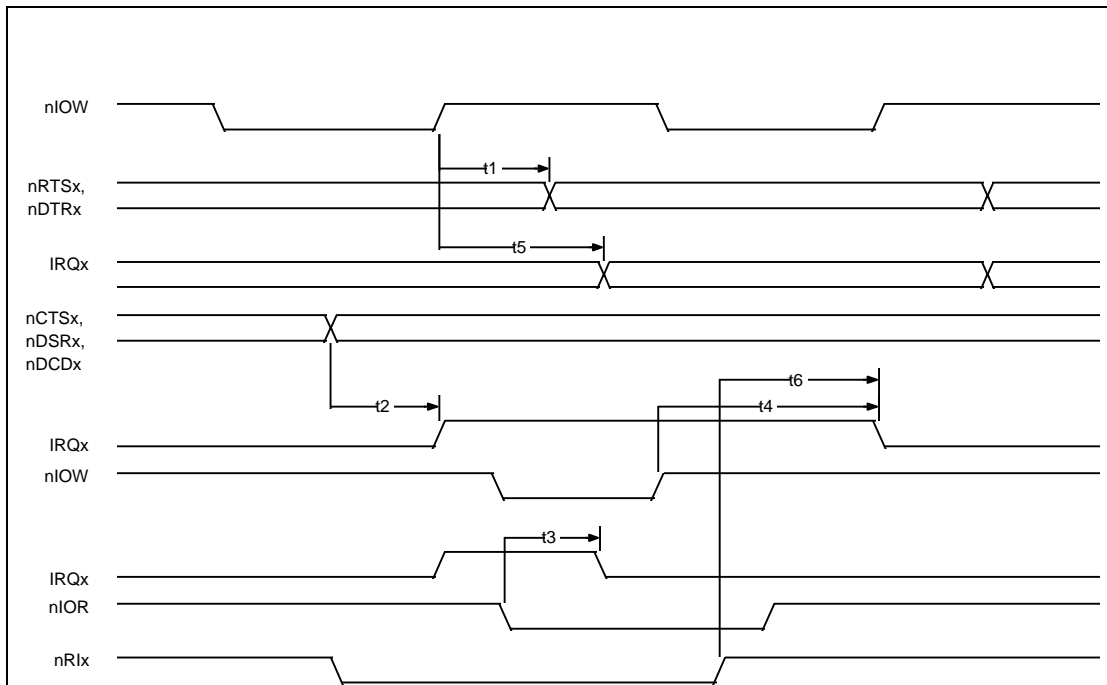 nIOW
t1
nRTSx,
nDTRx
t5
IRQx
nCTSx,
nDSRx,
nDCDx
t6
t2
t4
IRQx
nIOW
t3
IRQx
nIOR
nRIx